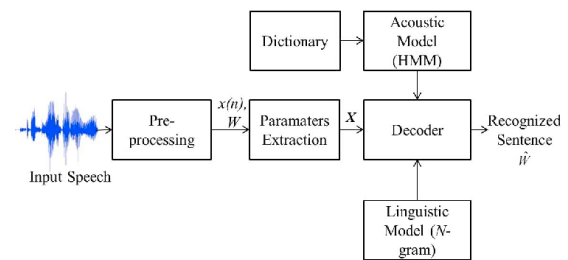 Dictionary
Acoustic
Model
(HMM)
Input Speech
Pre-
processing
x(n),
W
Paramaters
Extraction
X
Decoder
Recognized
Sentence
Ŵ
Linguistic
Model (N-
gram)